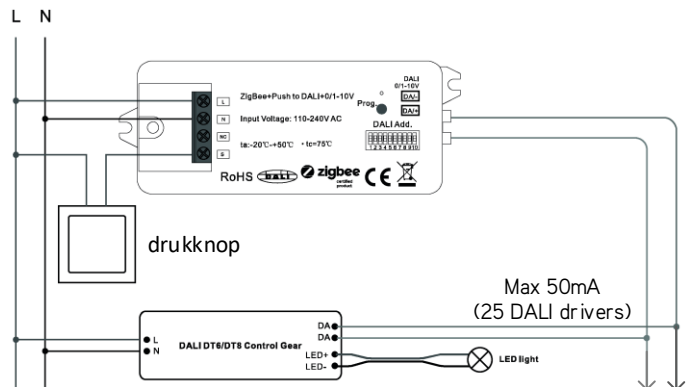 L N
ZigBee+Push to DALI+0/1-10V
Input Voltage: 110-240V AC
ta:-20℃-+50℃ • tc=75℃
L
N
NC
S
DALI
0/1-10V
Prog.
DA/-
DA/+
DALI Add.
1 2 3 4 5 6 7 8 9 10
RoHS DALI zigbee CE
certified
product
drukknop
Max 50mA
(25 DALI drivers)
L
N
DALI DT6/DT8 Control Gear
DA
DA
LED+
LED-
LED light